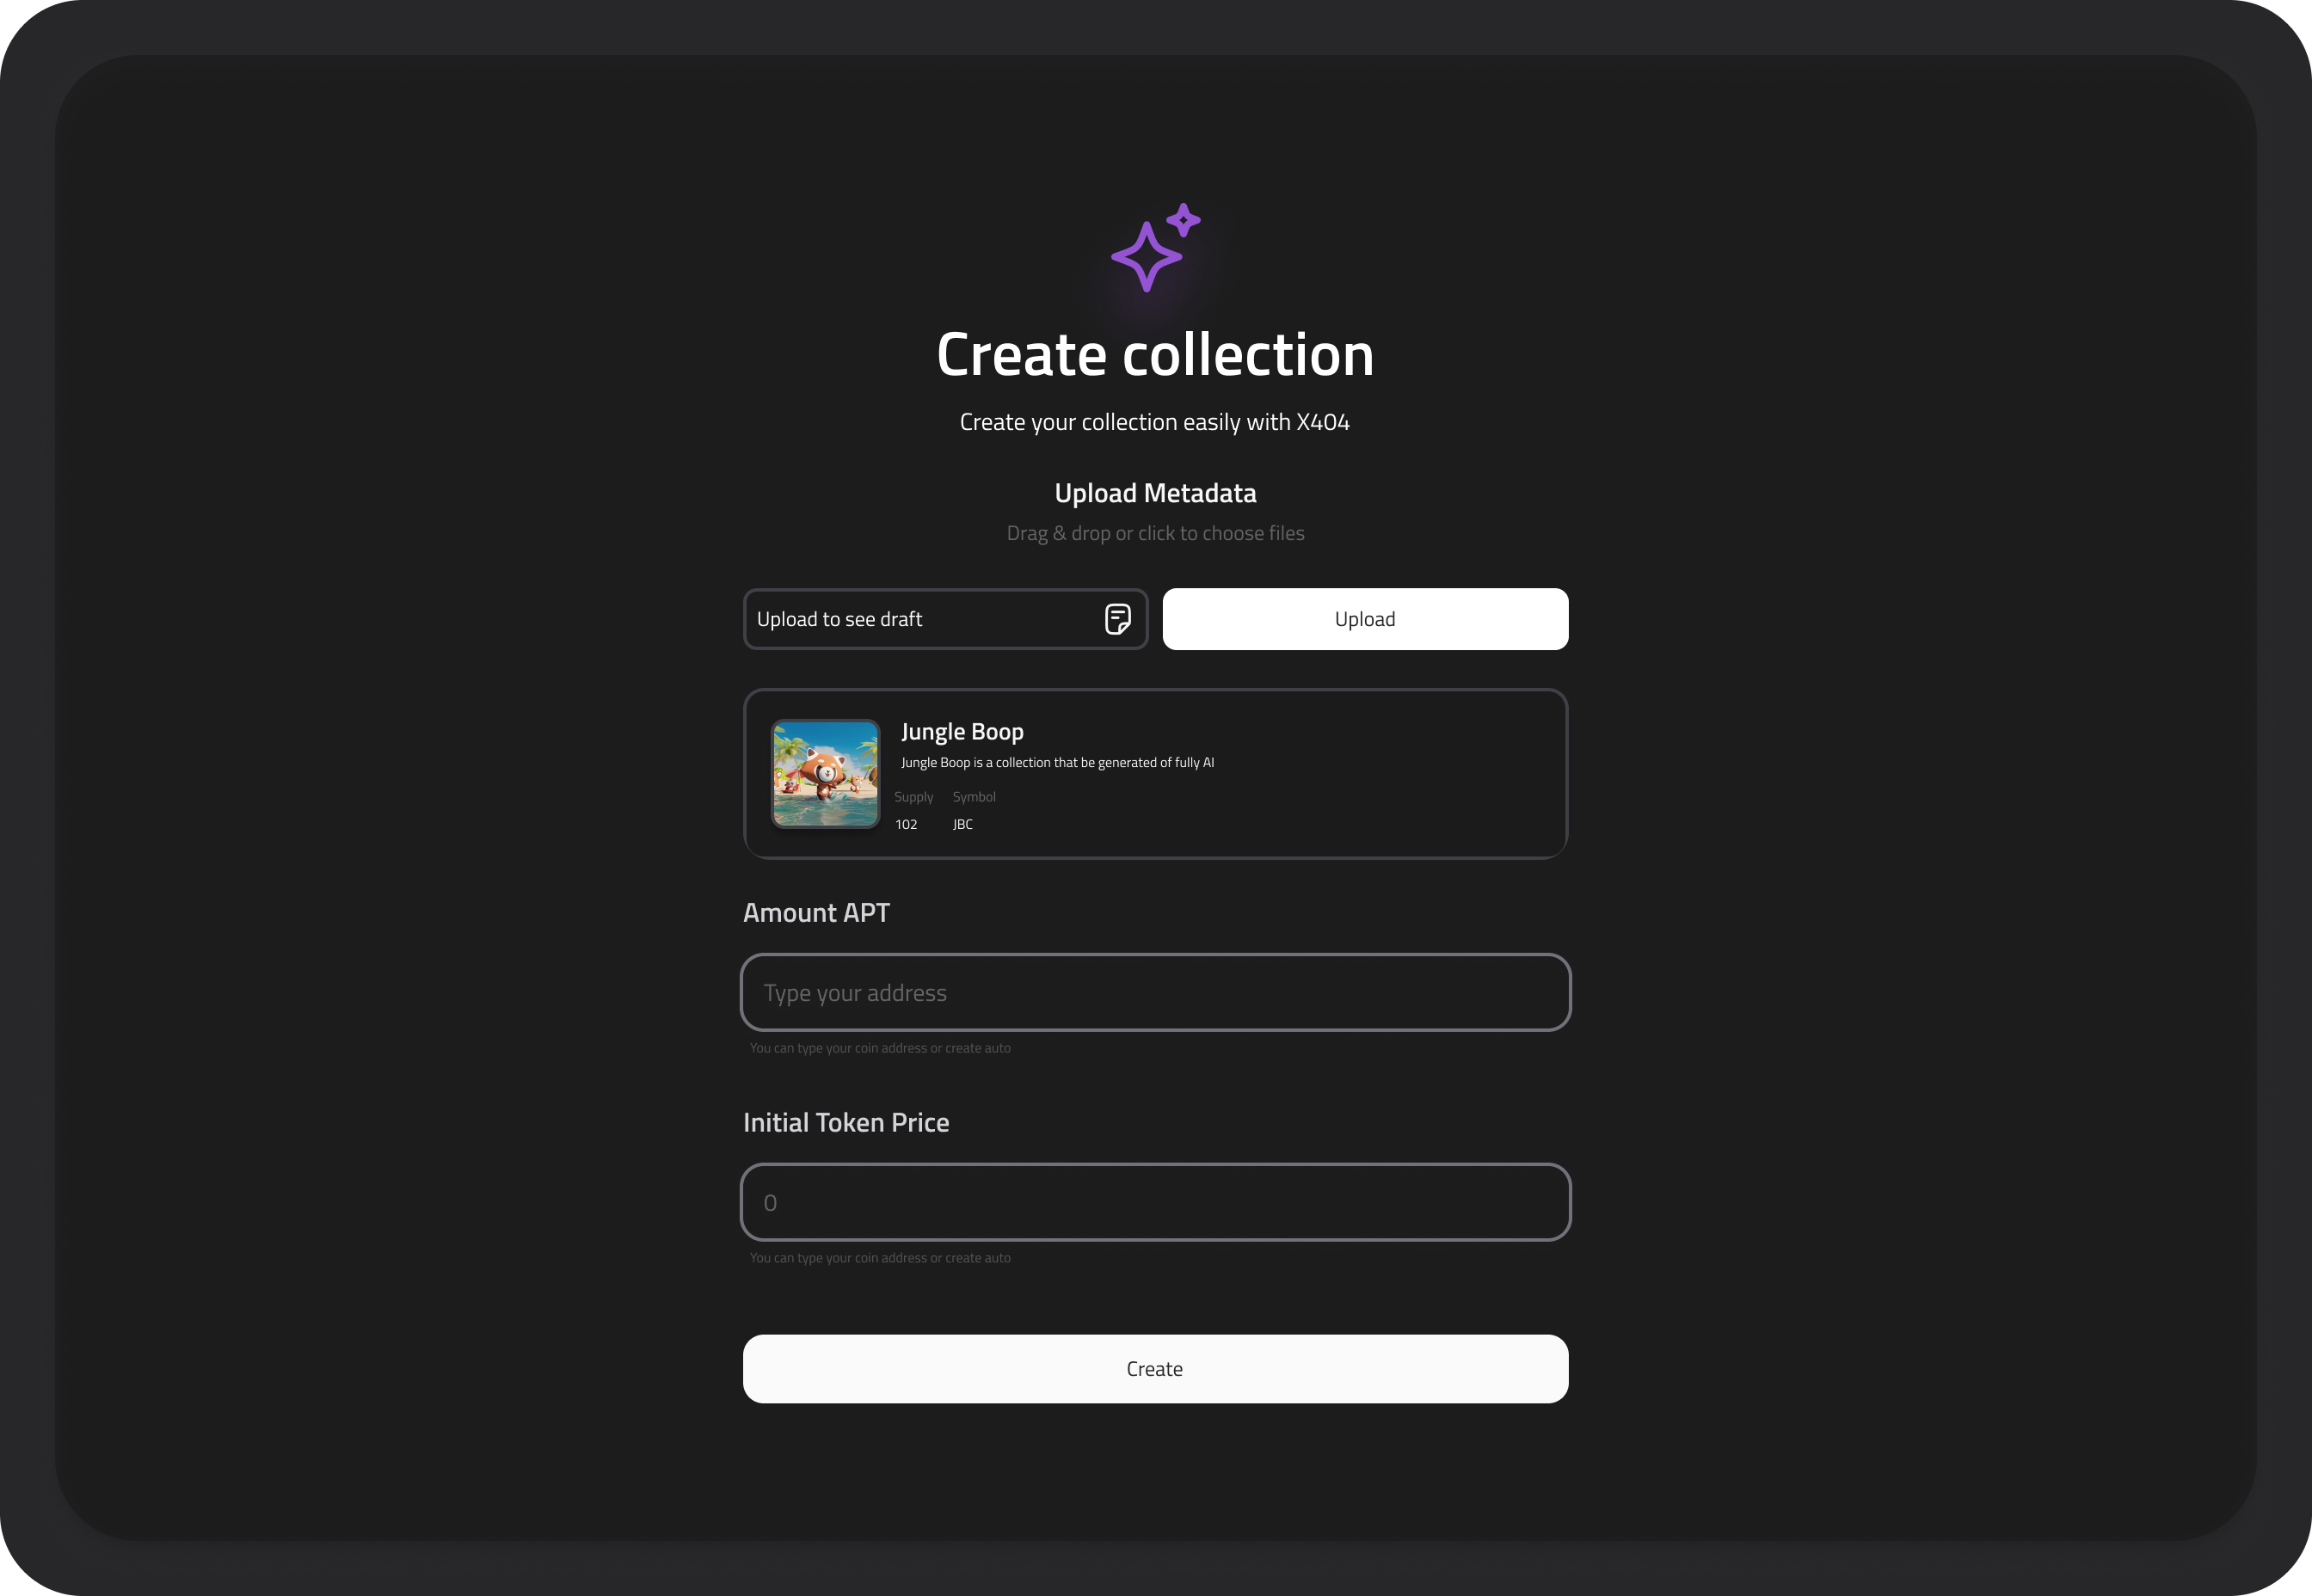 Create collection
Create your collection easily with X404
Upload Metadata
Drag & drop or click to choose files
Upload to see draft
Upload
Jungle Boop
Jungle Boop is a collection that be generated of fully AI
Supply Symbol
102 JBC
Amount APT
Type your address
You can type your coin address or create auto
Initial Token Price
0
You can type your coin address or create auto
Create